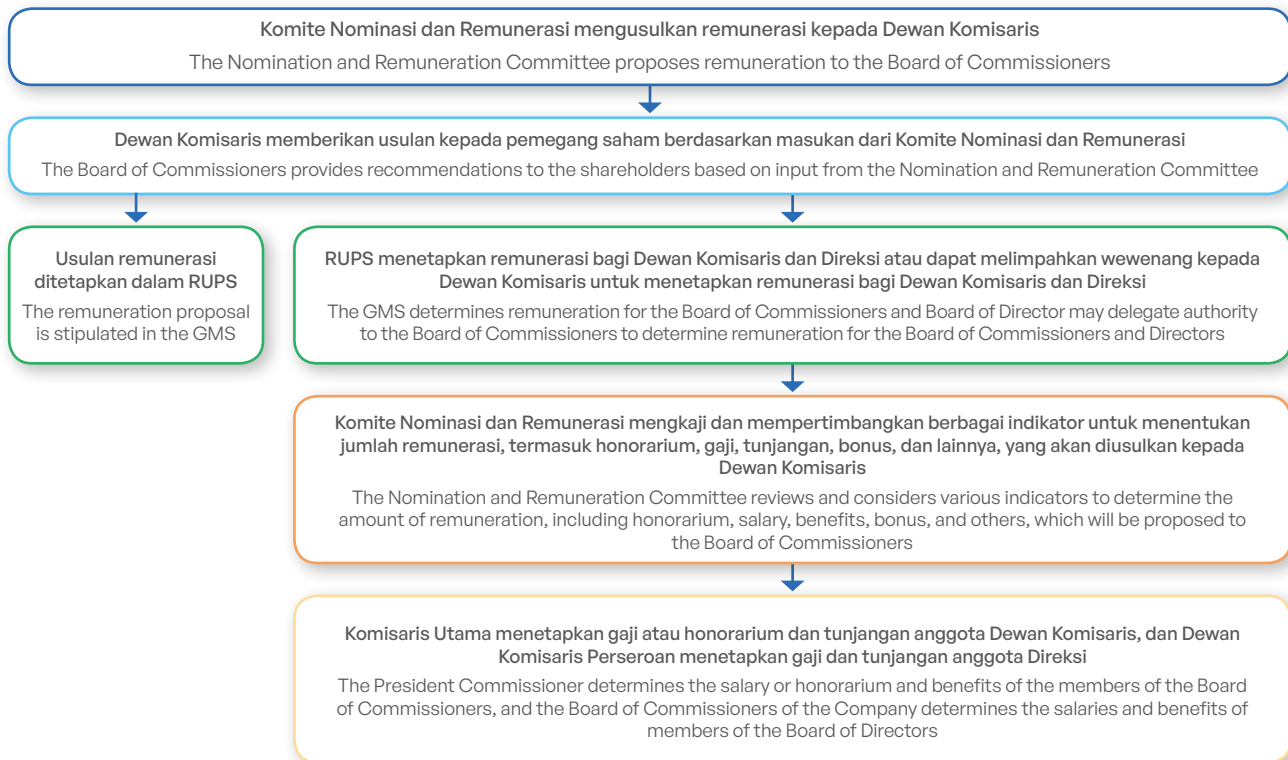 Komite Nominasi dan Remunerasi mengusulkan remunerasi kepada Dewan Komisaris
The Nomination and Remuneration Committee proposes remuneration to the Board of Commissioners
Dewan Komisaris memberikan usulan kepada pemegang saham berdasarkan masukan dari Komite Nominasi dan Remunerasi
The Board of Commissioners provides recommendations to the shareholders based on input from the Nomination and Remuneration Committee
Usulan remunerasi
ditetapkan dalam RUPS
The remuneration proposal
is stipulated in the GMS
RUPS menetapkan remunerasi bagi Dewan Komisaris dan Direksi atau dapat melimpahkan wewenang kepada
Dewan Komisaris untuk menetapkan remunerasi bagi Dewan Komisaris dan Direksi
The GMS determines remuneration for the Board of Commissioners and Board of Director may delegate authority
to the Board of Commissioners to determine remuneration for the Board of Commissioners and Directors
Komite Nominasi dan Remunerasi mengkaji dan mempertimbangkan berbagai indikator untuk menentukan
jumlah remunerasi, termasuk honorarium, gaji, tunjangan, bonus, dan lainnya, yang akan diusulkan kepada
Dewan Komisaris
The Nomination and Remuneration Committee reviews and considers various indicators to determine the
amount of remuneration, including honorarium, salary, benefits, bonus, and others, which will be proposed to
the Board of Commissioners
Komisaris Utama menetapkan gaji atau honorarium dan tunjangan anggota Dewan Komisaris, dan Dewan
Komisaris Perseroan menetapkan gaji dan tunjangan anggota Direksi
The President Commissioner determines the salary or honorarium and benefits of the members of the Board
of Commissioners, and the Board of Commissioners of the Company determines the salaries and benefits of
members of the Board of Directors